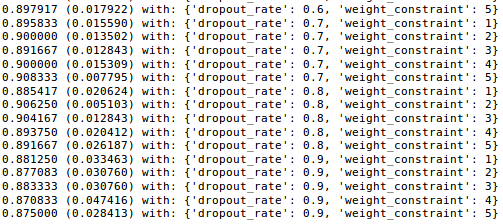 0.897917 (0.017922) with: {'dropout_rate': 0.6, 'weight_constraint': 5}
0.895833 (0.015590) with: {'dropout_rate': 0.7, 'weight_constraint': 1}
0.900000 (0.013502) with: {'dropout_rate': 0.7, 'weight_constraint': 2}
0.891667 (0.012843) with: {'dropout_rate': 0.7, 'weight_constraint': 3}
0.900000 (0.015309) with: {'dropout_rate': 0.7, 'weight_constraint': 4}
0.908333 (0.007795) with: {'dropout_rate': 0.7, 'weight_constraint': 5}
0.885417 (0.020624) with: {'dropout_rate': 0.8, 'weight_constraint': 1}
0.906250 (0.005103) with: {'dropout_rate': 0.8, 'weight_constraint': 2}
0.904167 (0.012843) with: {'dropout_rate': 0.8, 'weight_constraint': 3}
0.893750 (0.020412) with: {'dropout_rate': 0.8, 'weight_constraint': 4}
0.891667 (0.026187) with: {'dropout_rate': 0.8, 'weight_constraint': 5}
0.881250 (0.033463) with: {'dropout_rate': 0.9, 'weight_constraint': 1}
0.877083 (0.030760) with: {'dropout_rate': 0.9, 'weight_constraint': 2}
0.883333 (0.030760) with: {'dropout_rate': 0.9, 'weight_constraint': 3}
0.870833 (0.047416) with: {'dropout_rate': 0.9, 'weight_constraint': 4}
0.875000 (0.028413) with: {'dropout_rate': 0.9, 'weight_constraint': 5}